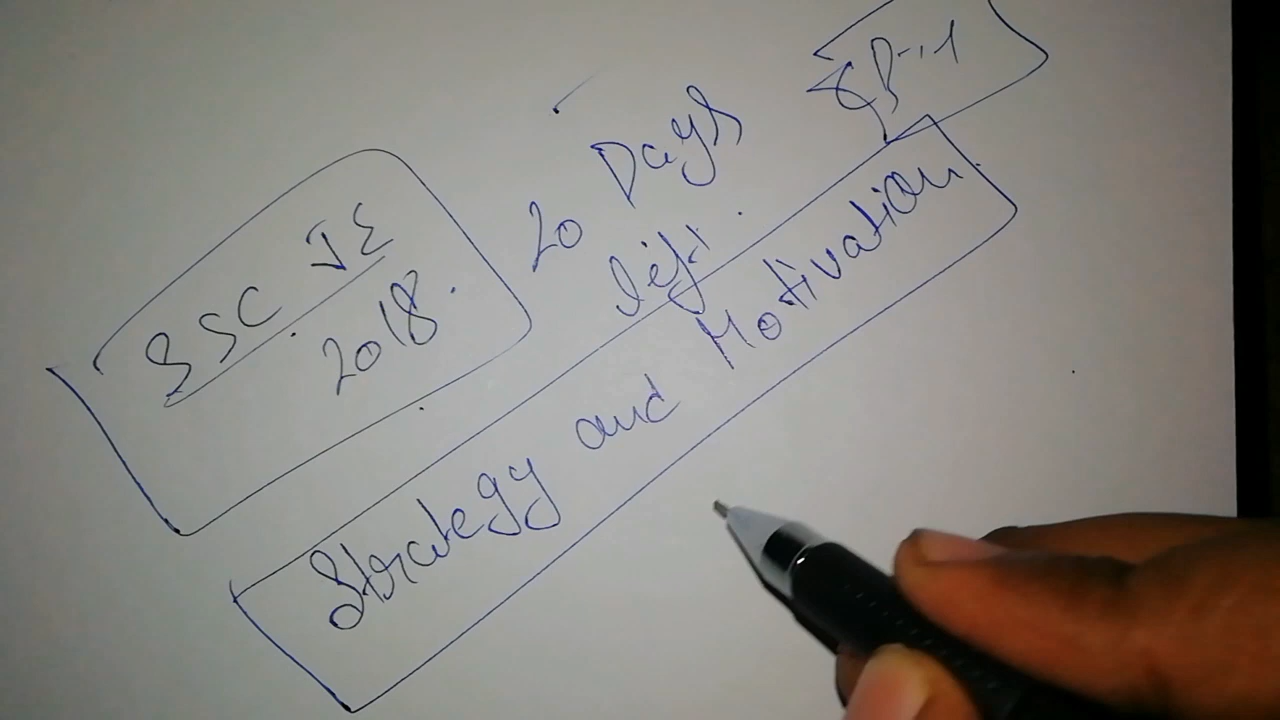 SSC JE
2018.
20 Days
left
EP-1
Strategy and Motivation